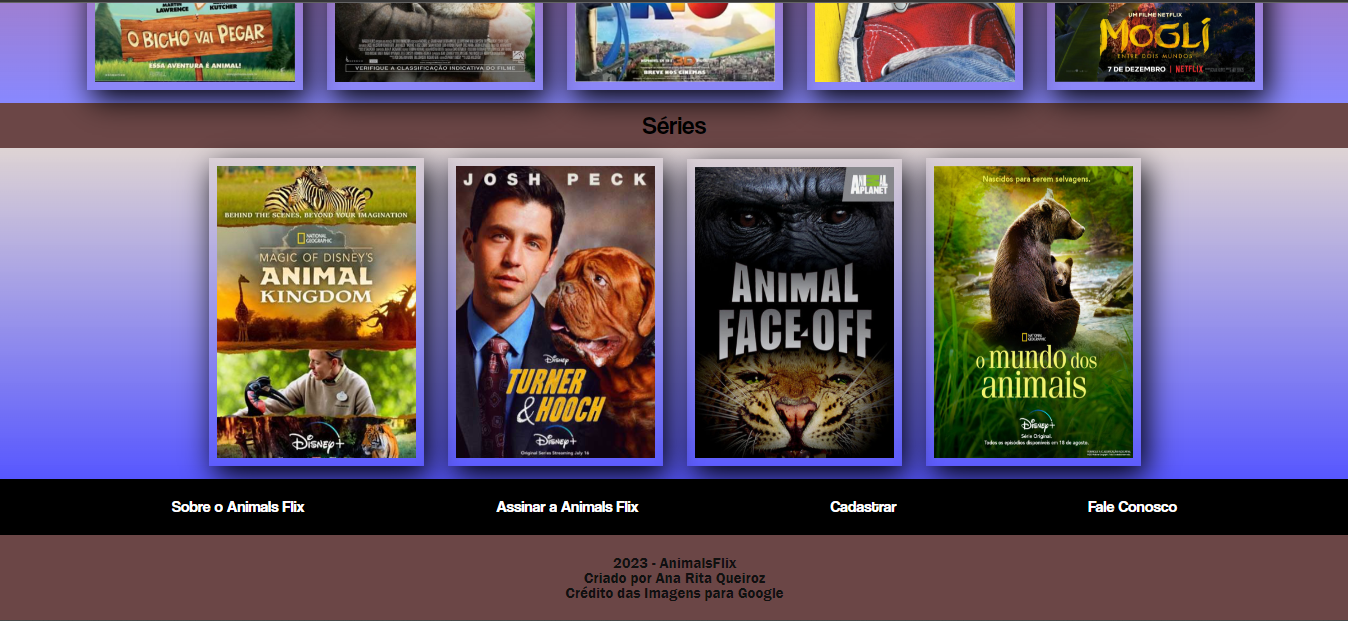 MARTIN
LAWRENCE
KUTCHER
O BICHO VAI PEGAR
ESSA AVENTURA É ANIMAL!
VERIFIQUE A CLASSIFICAÇÃO INDICATIVA DO FILME
RIO
BREVE NOS CINEMAS
UM FILME NETFLIX
MOGLI
ENTRE DOIS MUNDOS
7 DE DEZEMBRO | NETFLIX
Séries
BEHIND THE SCENES, BEYOND YOUR IMAGINATION
NATIONAL
GEOGRAPHIC
MAGIC OF DISNEY'S
ANIMAL
KINGDOM
Disney+
JOSH PECK
Disney
TURNER
& HOOCH
Disney+
Original Series Streaming July 16
ANIMAL
PLANET
ANIMAL
FACE-OFF
Nascidos para serem selvagens.
NATIONAL
GEOGRAPHIC
o mundo dos
animais
Disney+
Série Original.
Todos os episódios disponíveis em 18 de agosto.
Sobre o Animals Flix
Assinar a Animals Flix
Cadastrar
Fale Conosco
2023 - AnimalsFlix
Criado por Ana Rita Queiroz
Crédito das Imagens para Google